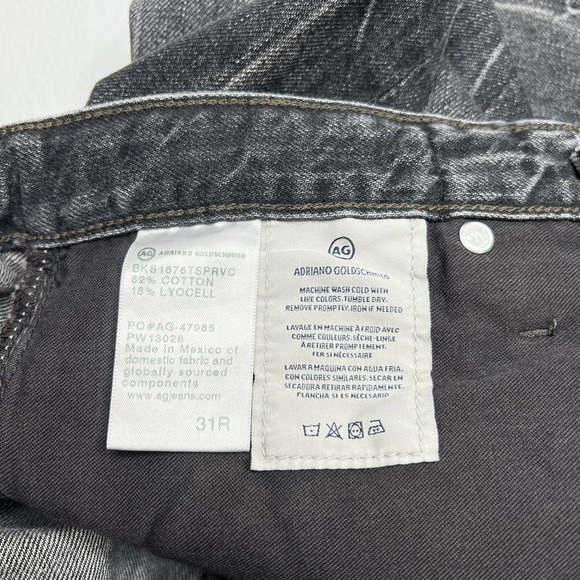 AG ADRIANO GOLDSCHMIED
BKS1876TSPRVC
82% COTTON
18% LYOCELL
PO#AG-47985
PW13028
Made in Mexico of
domestic fabric and
globally sourced
components
www.agjeans.com
31R
AG
ADRIANO GOLDSCHMIED
MACHINE WASH COLD WITH
LIKE COLORS. TUMBLE DRY.
REMOVE PROMPTLY. IRON IF NEEDED
LAVAGE EN MACHINE À FROID AVEC
COMME COULEURS. SÈCHE-LINGE
À RETIRER PROMPTEMENT.
FER SI NÉCESSAIRE
LAVAR A MAQUINA CON AGUA FRIA.
CON COLORES SIMILARES. SECAR EN
SECADORA RETIRAR RAPIDAMENTE.
PLANCHA SI ES NECESARIO